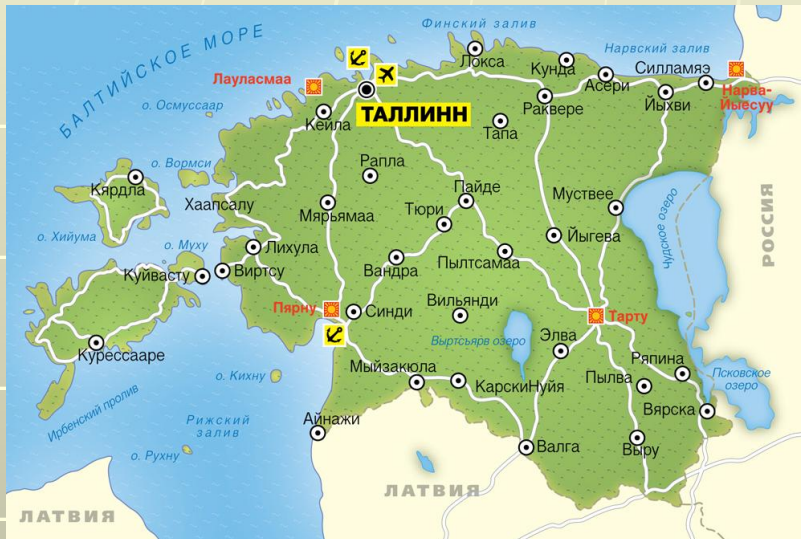 Финский залив
БАЛТИЙСКОЕ МОРЕ
Нарвский залив
Локса
Кунда
Силламяэ
Лауласмаа
Асери
Нарва-
Йыесуу
Йыхви
Раквере
о. Осмуссаар
ТАЛЛИНН
Кейла
Тапа
о. Вормси
Рапла
Кярдла
Пайде
Муствее
Хаапсалу
Мярьямаа
Тюри
Чудское озеро
РОССИЯ
о. Хийума
о. Муху
Лихула
Йыгева
Куйвасту
Виртсу
Вандра
Пылтсамаа
Пярну
Синди
Вильянди
Тарту
Выртсьярв озеро
Элва
Курессааре
Ряпина
о. Кихну
Мыйзакюла
КарскиНуйя
Пылва
Псковское
озеро
Ирбенский пролив
Вярска
Рижский
залив
Айнажи
Валга
Выру
о. Рухну
ЛАТВИЯ
ЛАТВИЯ